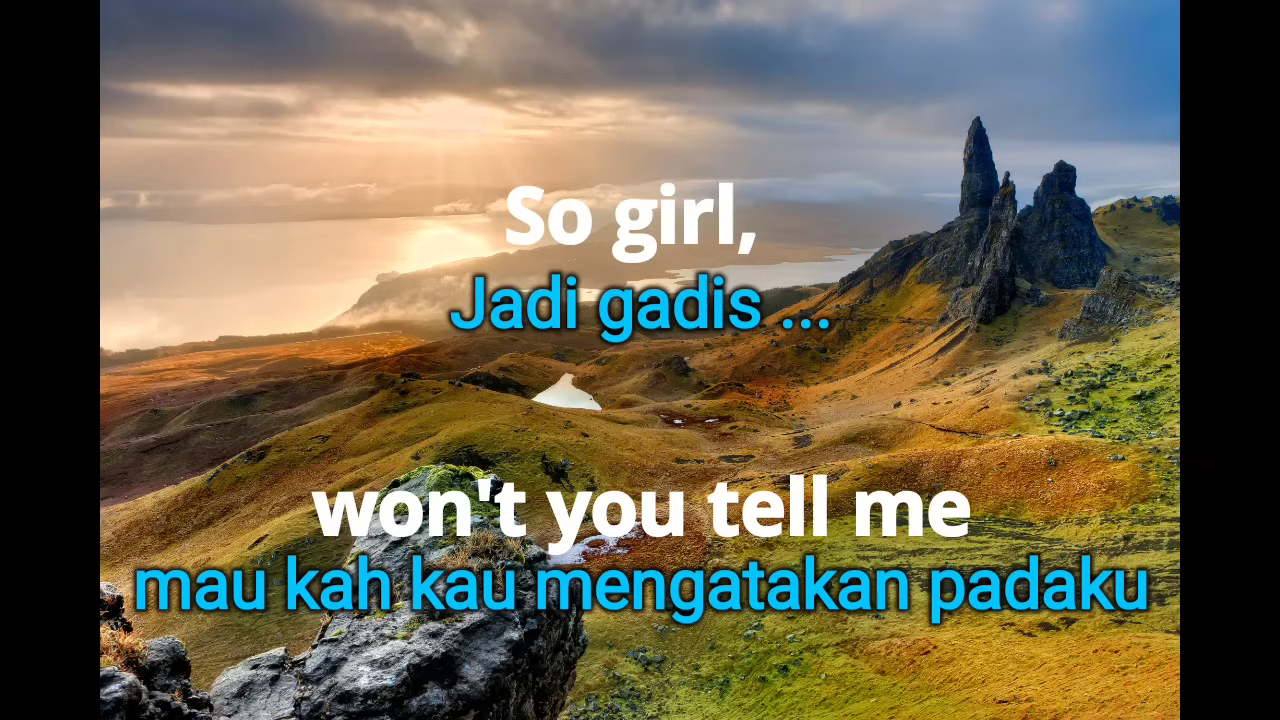 So girl,
Jadi gadis ...
won't you tell me
mau kah kau mengatakan padaku